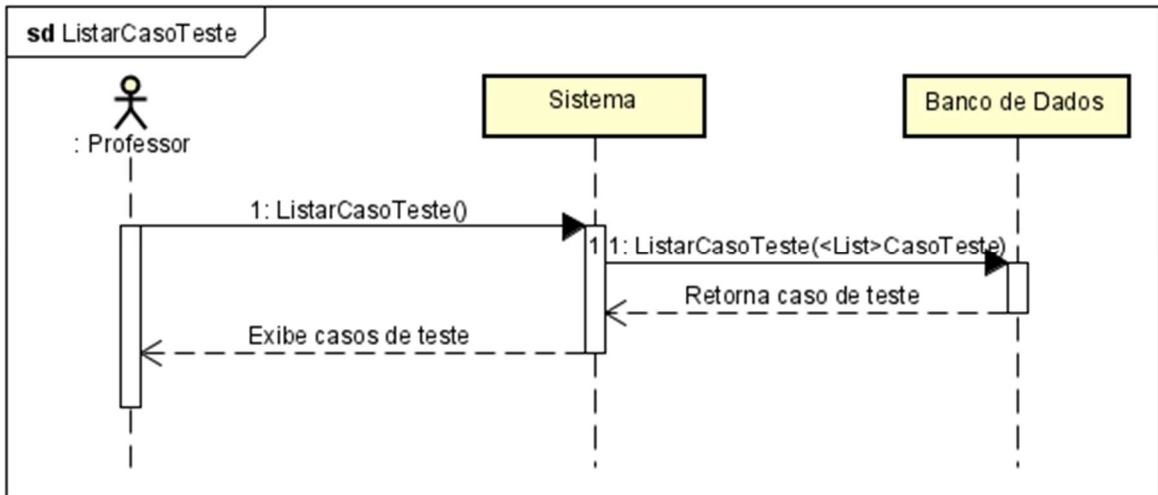 sd ListarCasoTeste
: Professor
Sistema
Banco de Dados
1: ListarCasoTeste()
1.1: ListarCasoTeste(<List>CasoTeste)
Retorna caso de teste
Exibe casos de teste